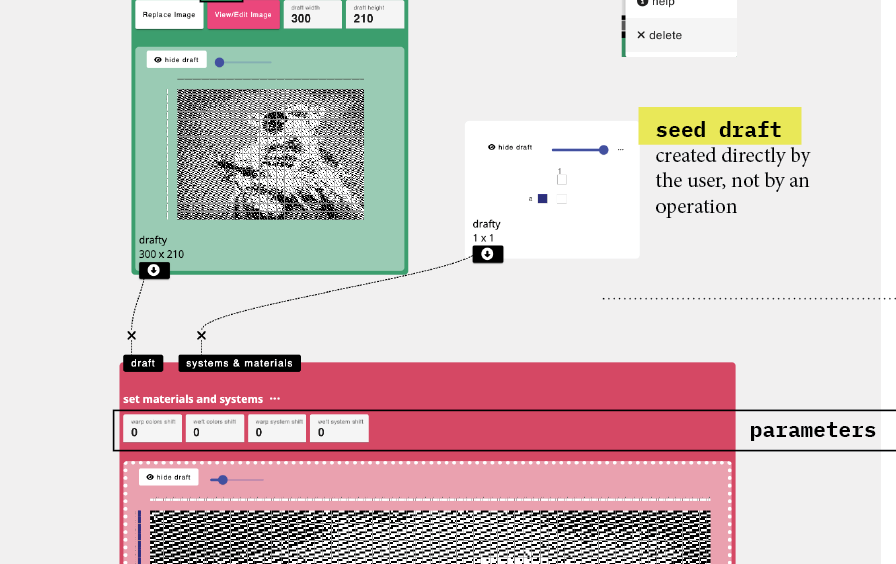 help
delete
Replace Image
View/Edit Image
draft width
300
draft height
210
hide draft
drafty
300 x 210
hide draft
...
1
a
drafty
1 x 1
seed draft
created directly by
the user, not by an
operation
draft
systems & materials
set materials and systems ...
warp colors shift
0
weft colors shift
0
warp system shift
0
weft system shift
0
parameters
hide draft